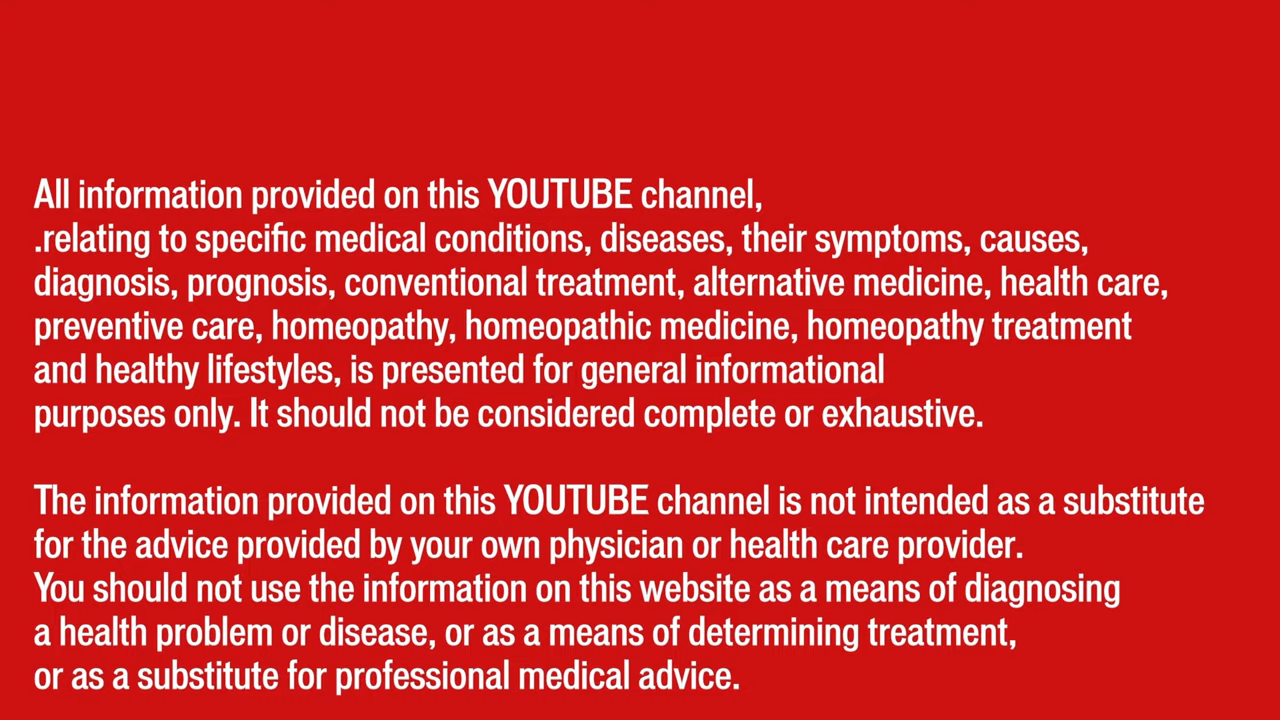 All information provided on this YOUTUBE channel,
.relating to specific medical conditions, diseases, their symptoms, causes,
diagnosis, prognosis, conventional treatment, alternative medicine, health care,
preventive care, homeopathy, homeopathic medicine, homeopathy treatment
and healthy lifestyles, is presented for general informational
purposes only. It should not be considered complete or exhaustive.
The information provided on this YOUTUBE channel is not intended as a substitute
for the advice provided by your own physician or health care provider.
You should not use the information on this website as a means of diagnosing
a health problem or disease, or as a means of determining treatment,
or as a substitute for professional medical advice.